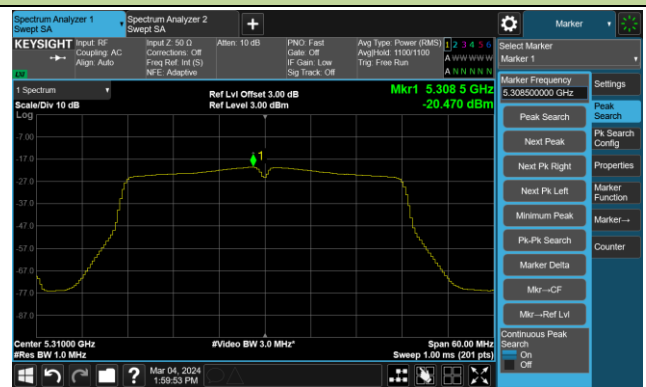 Spectrum Analyzer 1
Swept SA
Spectrum Analyzer 2
Swept SA
Marker
KEYSIGHT
Input: RF
Coupling: AC
Align: Auto
Input Z: 50 Ω
Corrections: Off
Freq Ref: Int (S)
NFE: Adaptive
Atten: 10 dB
PNO: Fast
Gate: Off
IF Gain: Low
Sig Track: Off
Avg Type: Power (RMS)
Avg|Hold: 1100/1100
Trig: Free Run
1 2 3 4 5 6
A W W W W W
A N N N N N
Select Marker
Marker 1
1 Spectrum
Scale/Div 10 dB
Log
Ref Lvl Offset 3.00 dB
Ref Level 3.00 dBm
Mkr1 5.308 5 GHz
-20.470 dBm
-7.00
-17.0
-27.0
-37.0
-47.0
-57.0
-67.0
-77.0
-87.0
1
Center 5.31000 GHz
#Res BW 1.0 MHz
#Video BW 3.0 MHz*
Span 60.00 MHz
Sweep 1.00 ms (201 pts)
Marker Frequency
5.308500000 GHz
Peak Search
Next Peak
Next Pk Right
Next Pk Left
Minimum Peak
Pk-Pk Search
Marker Delta
Mkr→CF
Mkr→Ref Lvl
Continuous Peak
Search
On
Off
Settings
Peak
Search
Pk Search
Config
Properties
Marker
Function
Marker→
Counter
Mar 04, 2024
1:59:53 PM